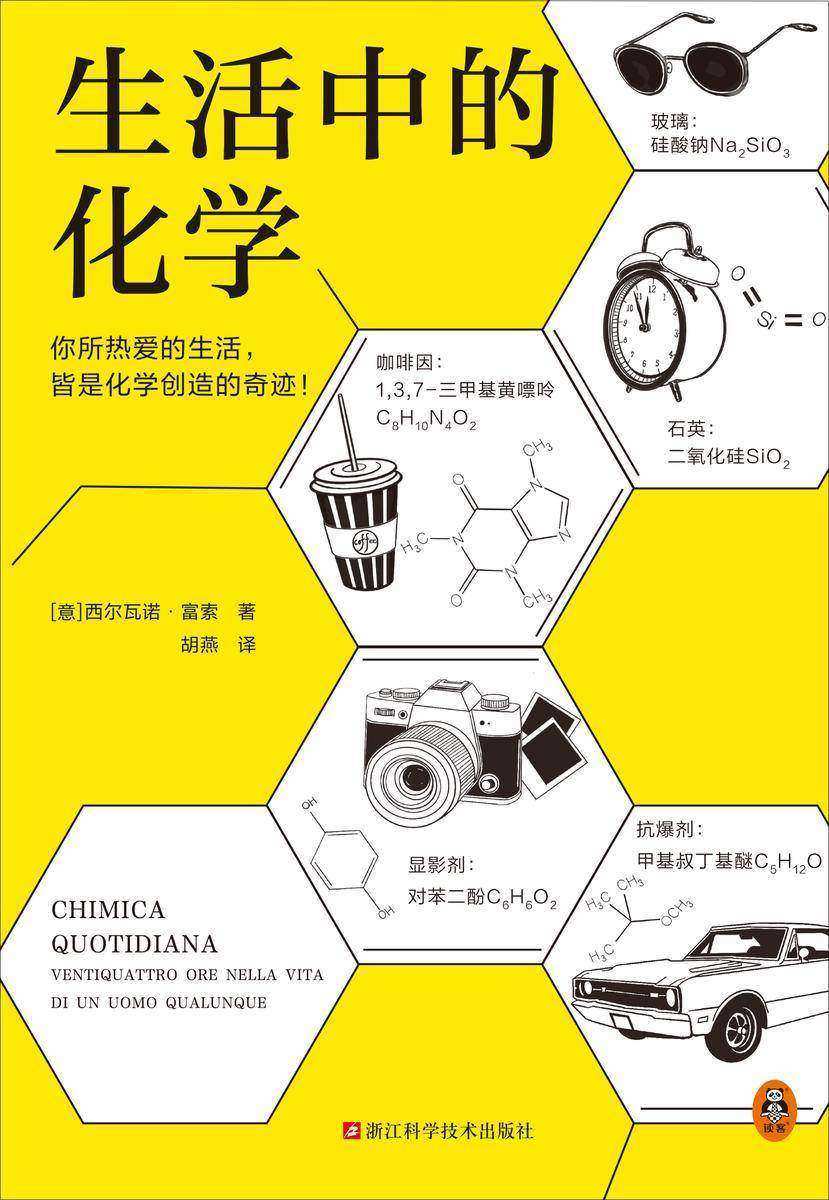 生活中的
化学
你所热爱的生活，
皆是化学创造的奇迹！
玻璃：
硅酸钠Na₂SiO₃
O
=
Si = O
石英：
二氧化硅SiO₂
咖啡因：
1,3,7-三甲基黄嘌呤
C₈H₁₀N₄O₂
coffee
CH₃
O
N
H₃C
N
N
N
O
CH₃
[意]西尔瓦诺·富索 著
胡燕 译
OH
OH
显影剂：
对苯二酚C₆H₆O₂
抗爆剂：
甲基叔丁基醚C₅H₁₂O
CH₃
H₃C
OCH₃
H₃C
CHIMICA
QUOTIDIANA
VENTIQUATTRO ORE NELLA VITA
DI UN UOMO QUALUNQUE
读客
浙江科学技术出版社